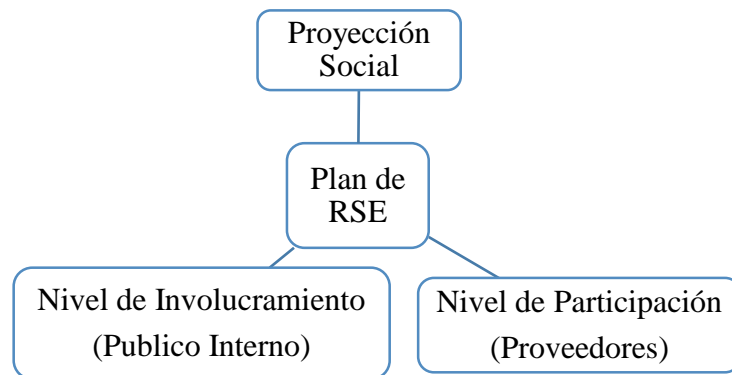 Proyección
Social
Plan de
RSE
Nivel de Involucramiento
(Publico Interno)
Nivel de Participación
(Proveedores)